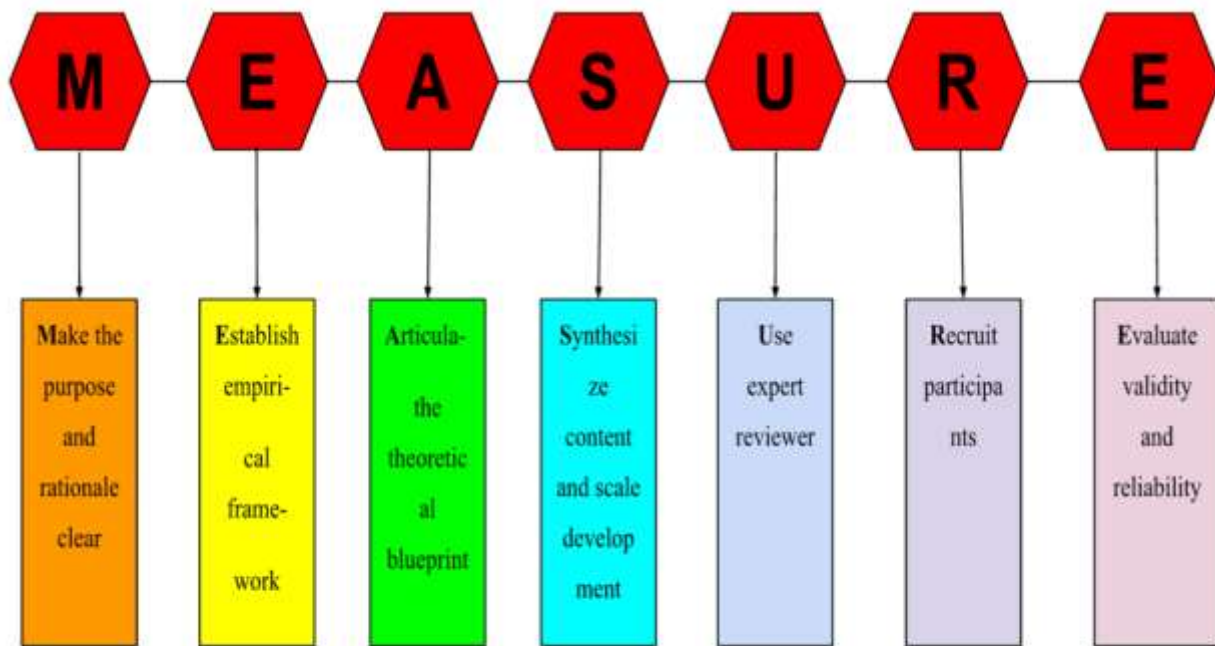 M E A S U R E
Make the
purpose
and
rationale
clear
Establish
empiri-
cal
frame-
work
Articula-
the
theoretic
al
blueprint
Synthesi
ze
content
and scale
develop
ment
Use
expert
reviewer
Recruit
participa
nts
Evaluate
validity
and
reliability